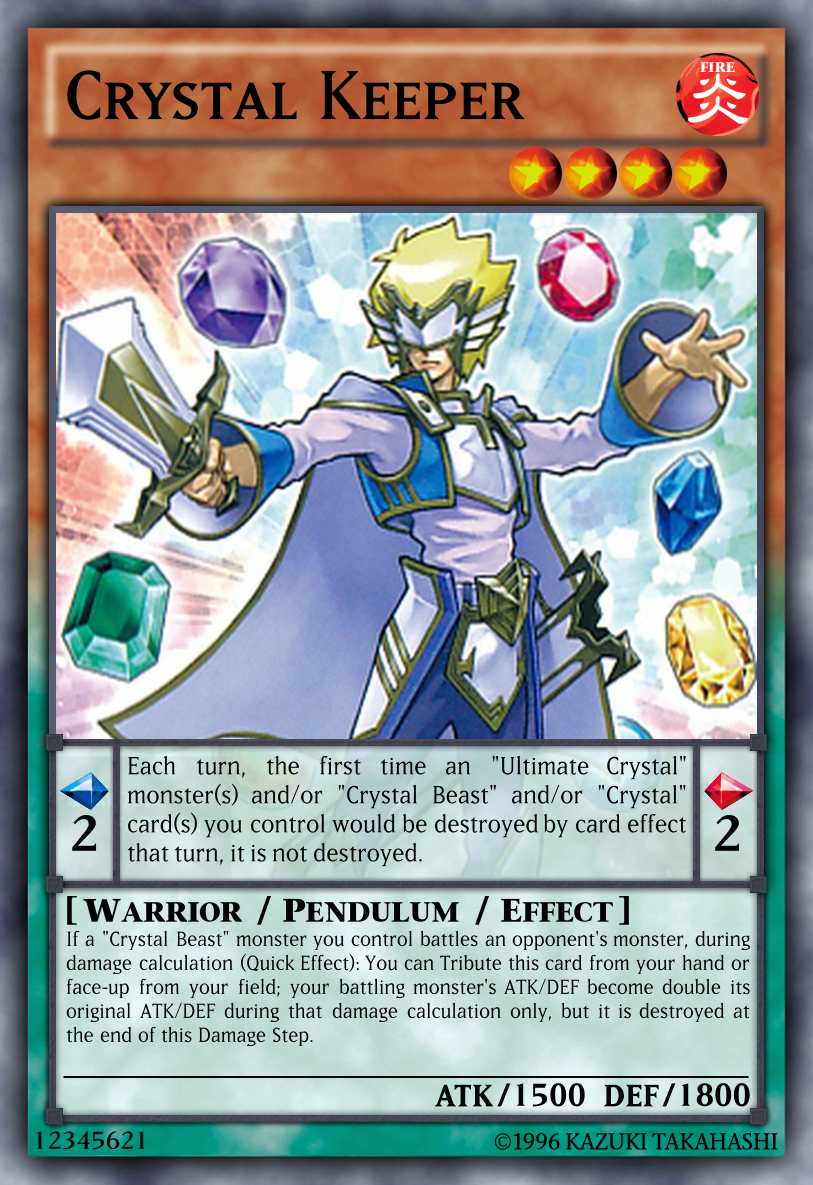 Crystal Keeper
FIRE
炎
Each turn, the first time an "Ultimate Crystal"
monster(s) and/or "Crystal Beast" and/or "Crystal"
card(s) you control would be destroyed by card effect
that turn, it is not destroyed.
2
2
[ Warrior / Pendulum / Effect ]
If a "Crystal Beast" monster you control battles an opponent's monster, during
damage calculation (Quick Effect): You can Tribute this card from your hand or
face-up from your field; your battling monster's ATK/DEF become double its
original ATK/DEF during that damage calculation only, but it is destroyed at
the end of this Damage Step.
ATK/1500 DEF/1800
12345621
©1996 KAZUKI TAKAHASHI